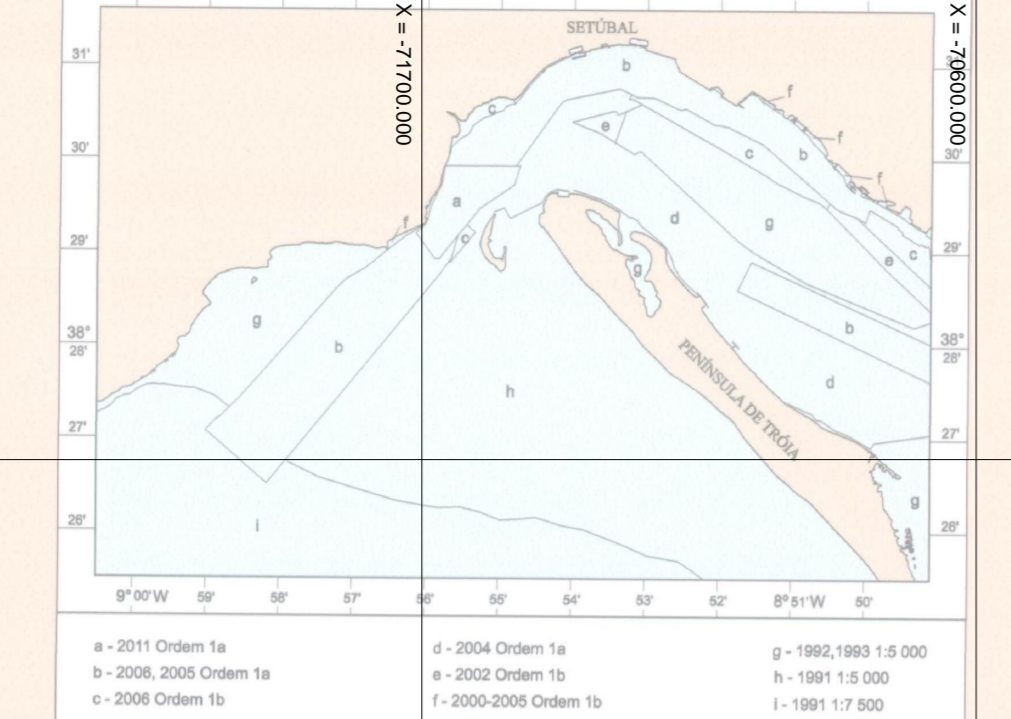 X = -71700.000
X = -70600.000
SETÚBAL
31'
30'
29'
38°
28'
27'
26'
b
f
c
e
c
b
f
f
a
f
c
d
g
e
c
g
g
b
b
h
d
PENÍNSULA DE TRÓIA
g
i
30'
29'
38°
28'
27'
26'
9° 00'W 59' 58' 57' 56' 55' 54' 53' 52' 8° 51'W 50'
a - 2011 Ordem 1a
b - 2006, 2005 Ordem 1a
c - 2006 Ordem 1b
d - 2004 Ordem 1a
e - 2002 Ordem 1b
f - 2000-2005 Ordem 1b
g - 1992,1993 1:5 000
h - 1991 1:5 000
i - 1991 1:7 500